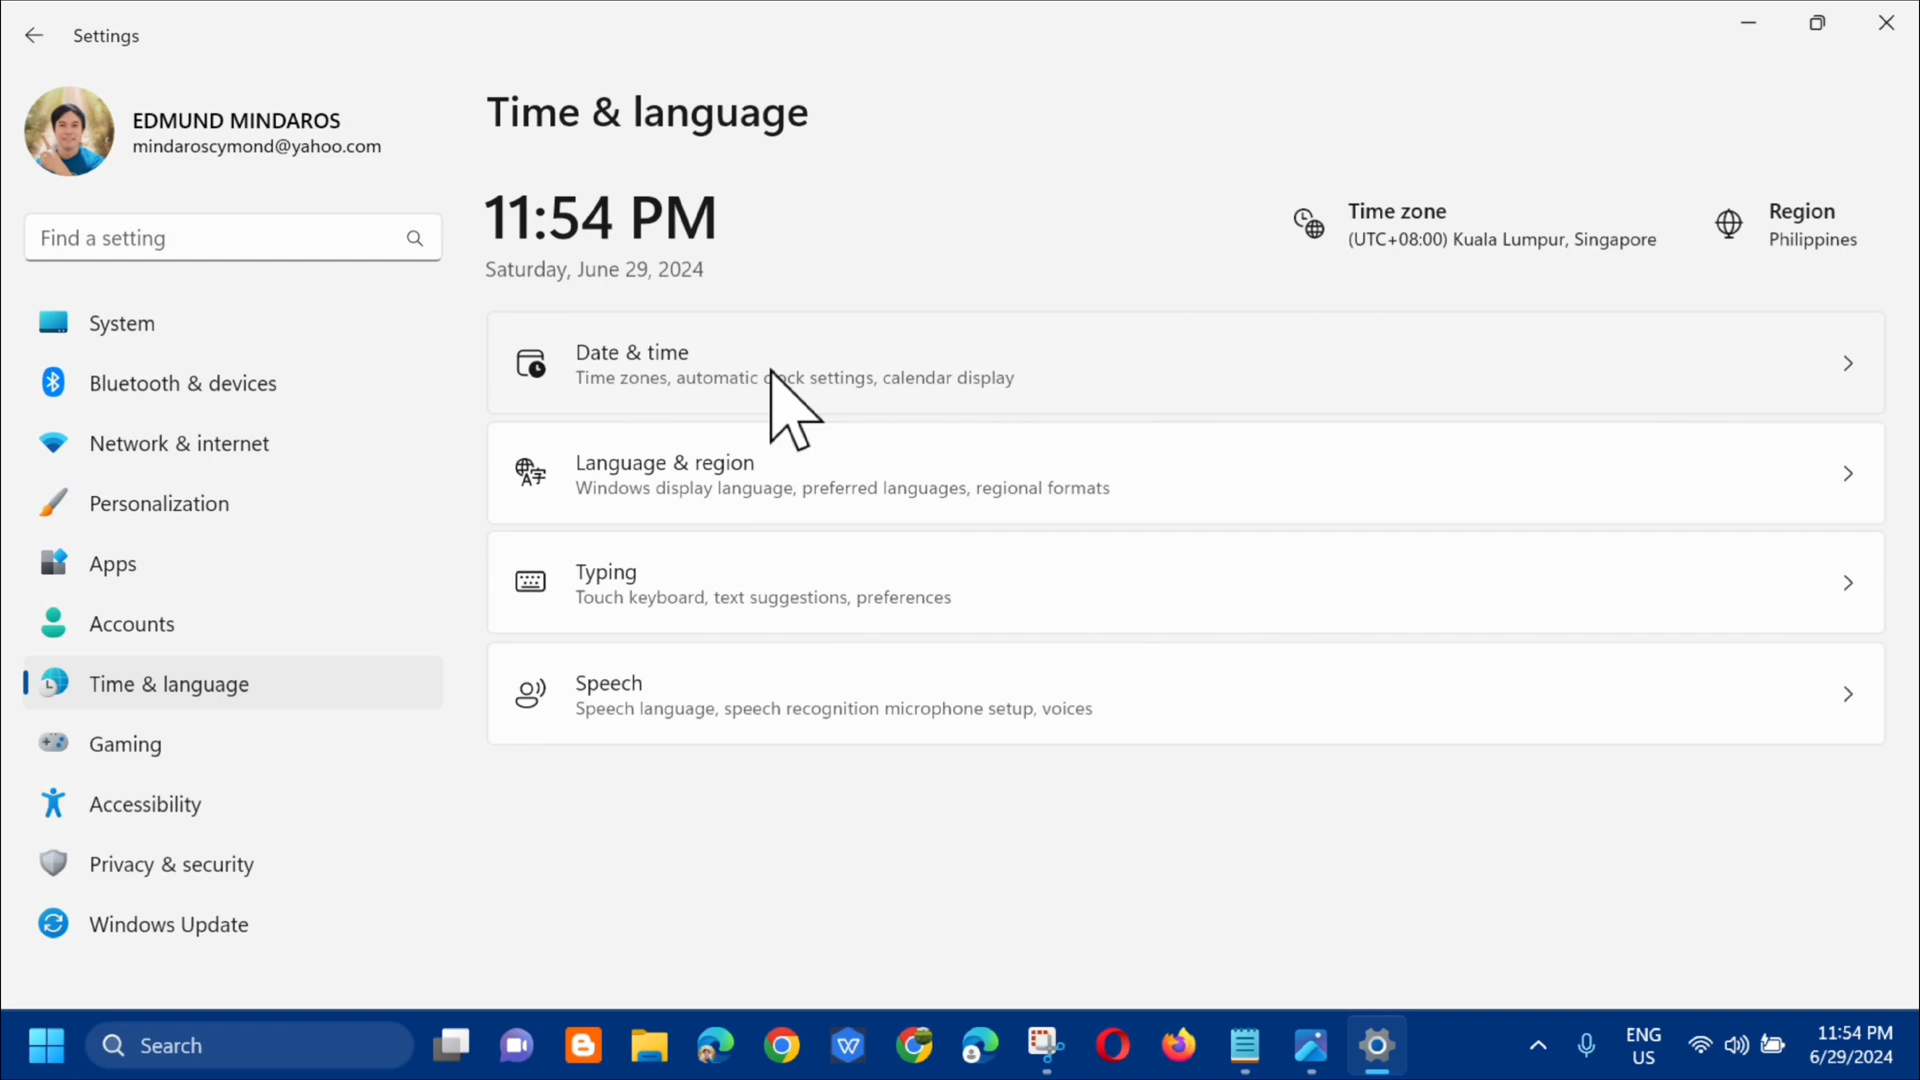 Settings
EDMUND MINDAROS
mindaroscymond@yahoo.com
Find a setting
System
Bluetooth & devices
Network & internet
Personalization
Apps
Accounts
Time & language
Gaming
Accessibility
Privacy & security
Windows Update
Time & language
11:54 PM
Saturday, June 29, 2024
Time zone
(UTC+08:00) Kuala Lumpur, Singapore
Region
Philippines
Date & time
Time zones, automatic clock settings, calendar display
Language & region
Windows display language, preferred languages, regional formats
Typing
Touch keyboard, text suggestions, preferences
Speech
Speech language, speech recognition microphone setup, voices
Search
ENG
US
11:54 PM
6/29/2024